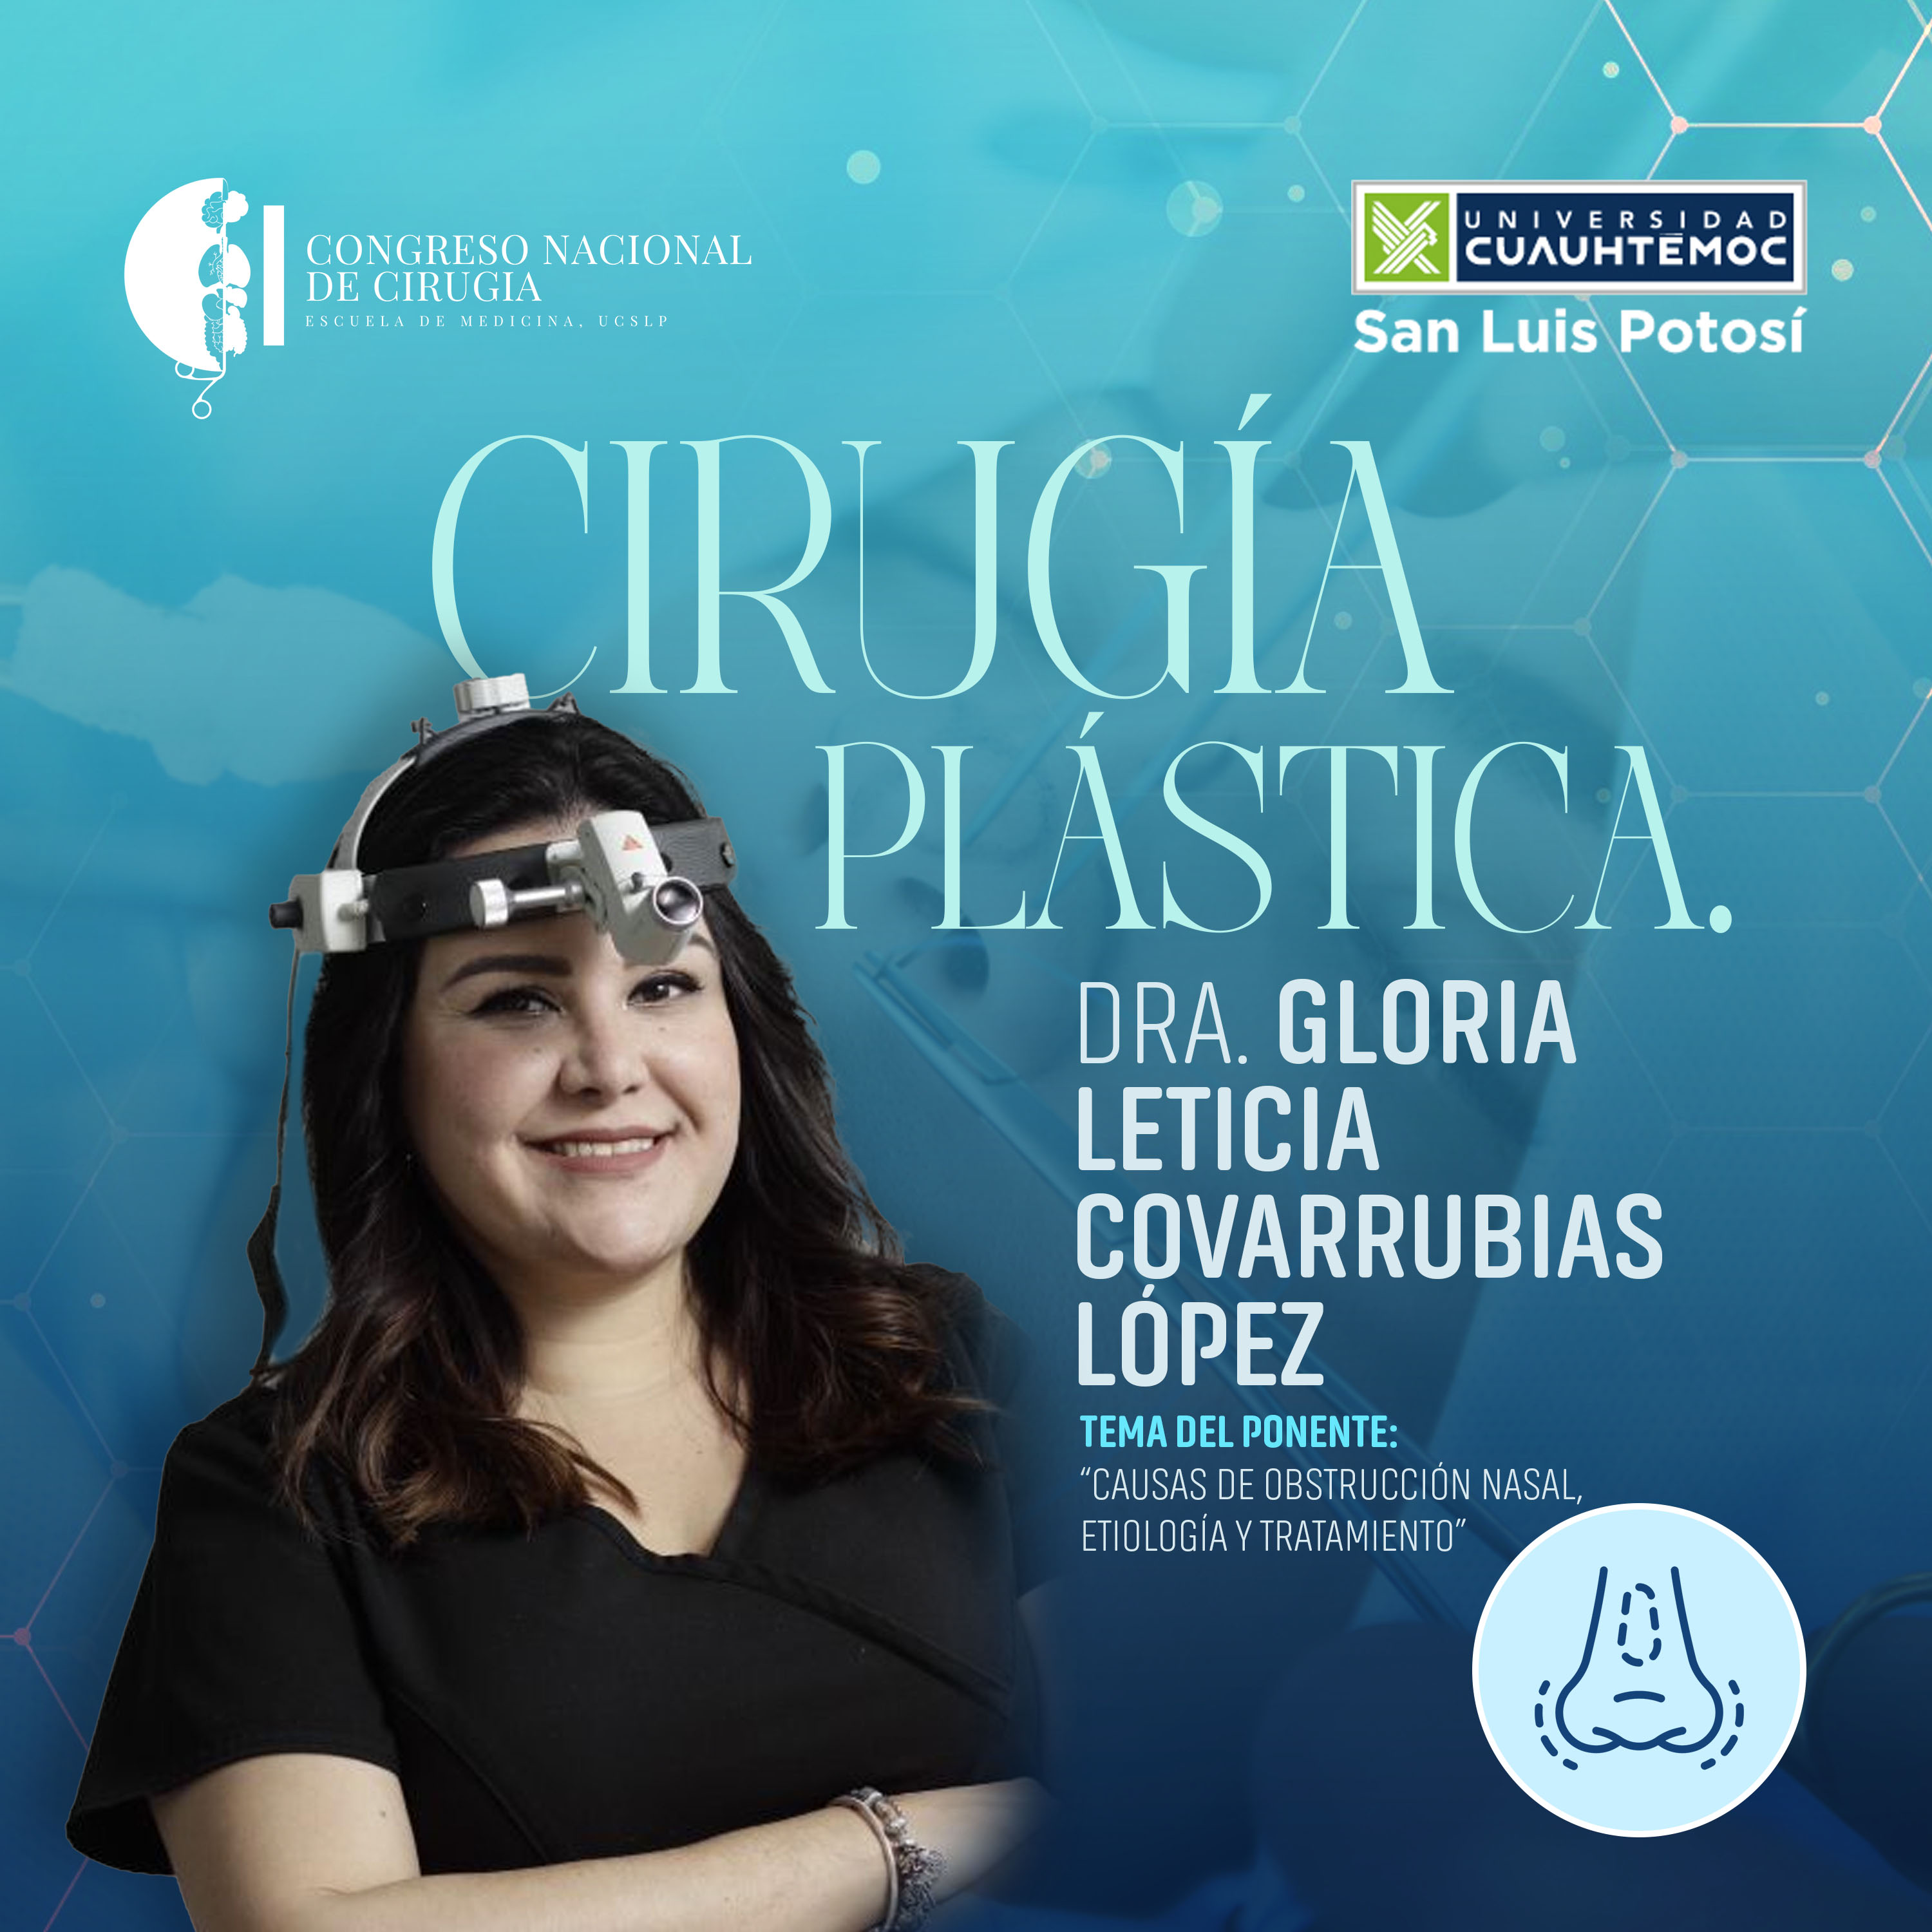 I CONGRESO NACIONAL
DE CIRUGIA
ESCUELA DE MEDICINA, UCSLP
UNIVERSIDAD
CUAUHTÉMOC
San Luis Potosí
CIRUGÍA
PLÁSTICA.
DRA. GLORIA
LETICIA
COVARRUBIAS
LÓPEZ
TEMA DEL PONENTE:
“CAUSAS DE OBSTRUCCIÓN NASAL,
ETIOLOGÍA Y TRATAMIENTO”